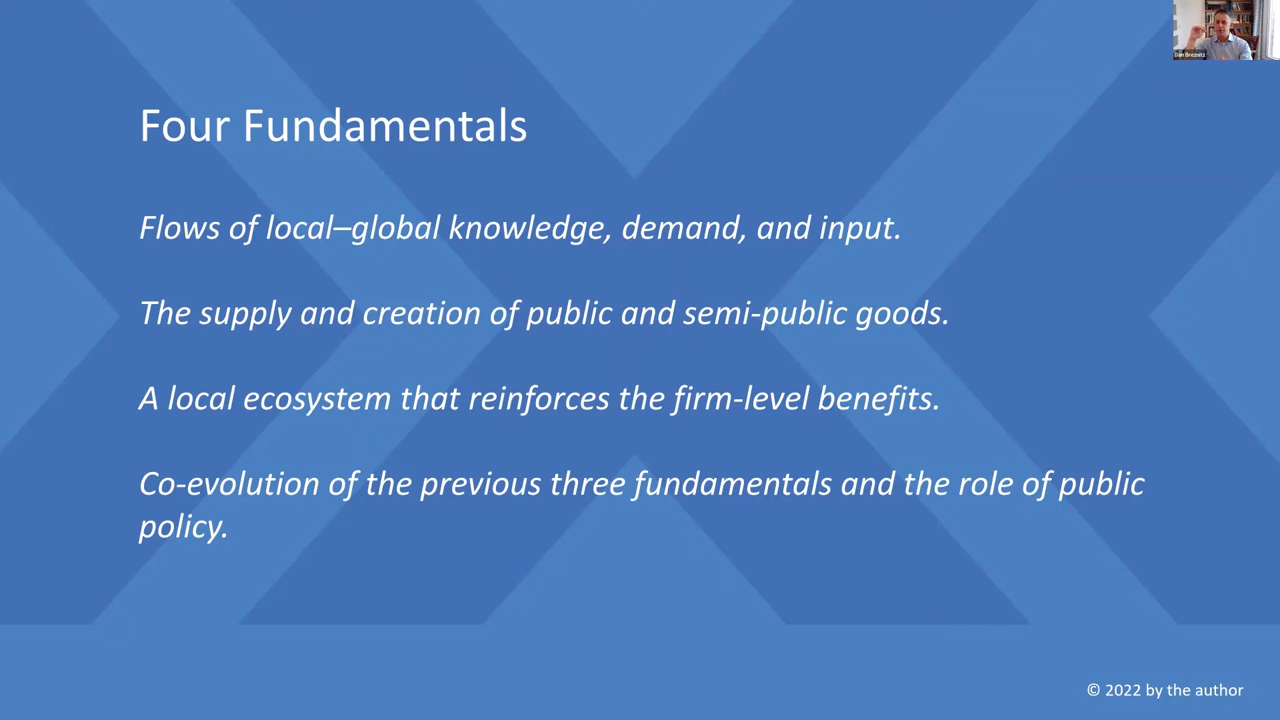 Dan Breznitz
Four Fundamentals
Flows of local–global knowledge, demand, and input.
The supply and creation of public and semi-public goods.
A local ecosystem that reinforces the firm-level benefits.
Co-evolution of the previous three fundamentals and the role of public
policy.
© 2022 by the author